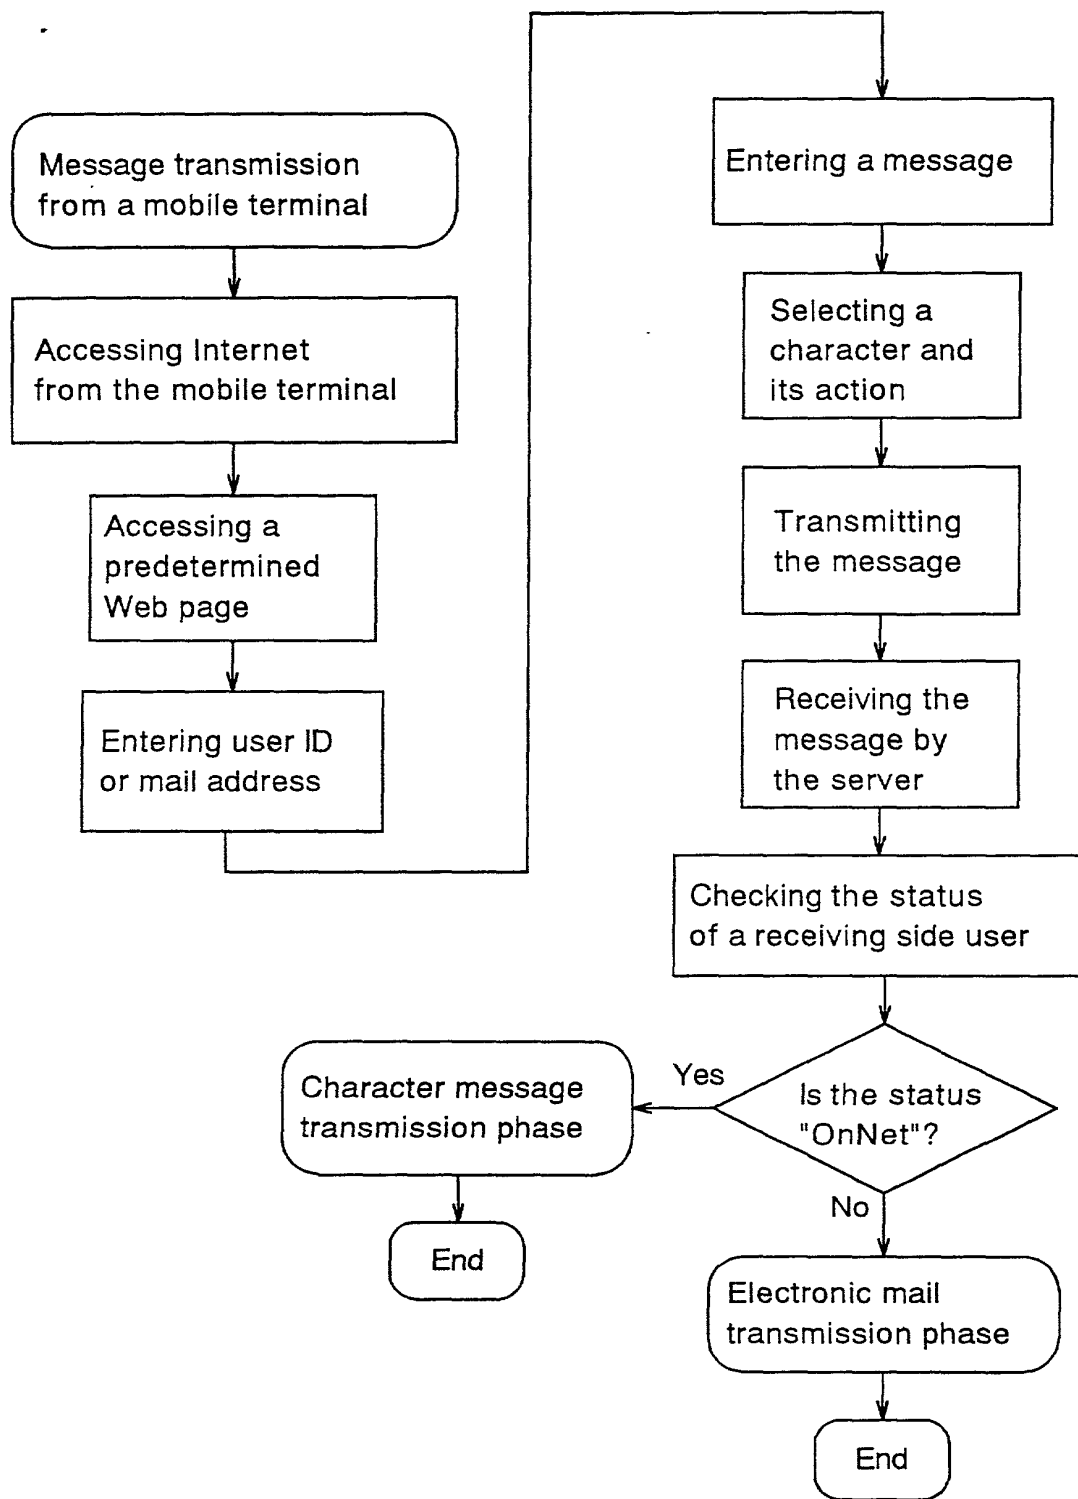 Message transmission
from a mobile terminal
Accessing Internet
from the mobile terminal
Accessing a
predetermined
Web page
Entering user ID
or mail address
Entering a message
Selecting a
character and
its action
Transmitting
the message
Receiving the
message by
the server
Checking the status
of a receiving side user
Is the status
"OnNet"?
Yes
Character message
transmission phase
End
No
Electronic mail
transmission phase
End